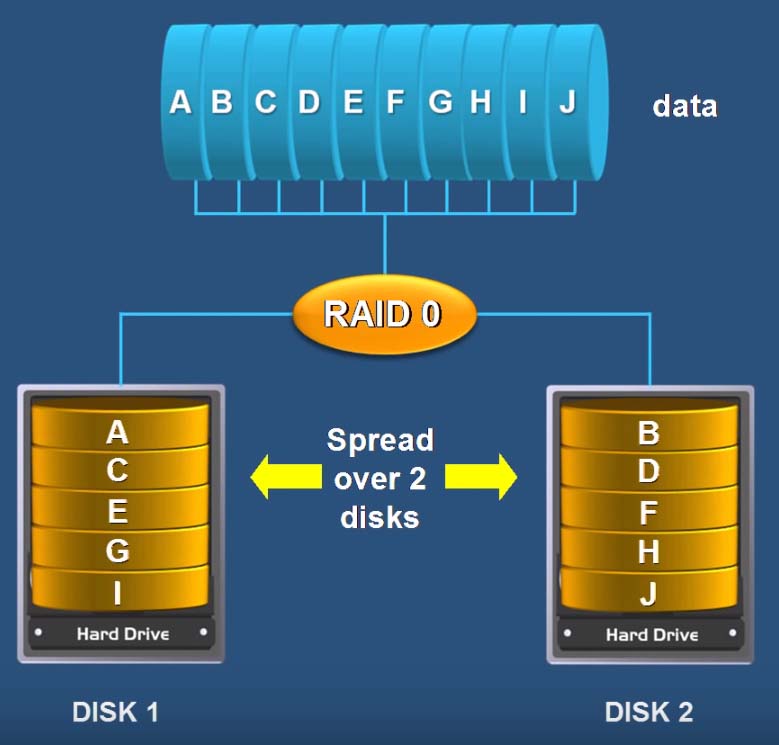 A B C D E F G H I J
data
RAID 0
A
C
E
G
I
Hard Drive
Spread
over 2
disks
B
D
F
H
J
Hard Drive
DISK 1
DISK 2